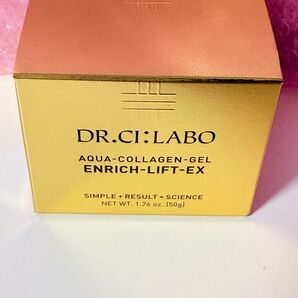 DR.CI:LABO
AQUA-COLLAGEN-GEL
ENRICH-LIFT-EX
SIMPLE + RESULT + SCIENCE
NET WT. 1.76 oz. [50g]